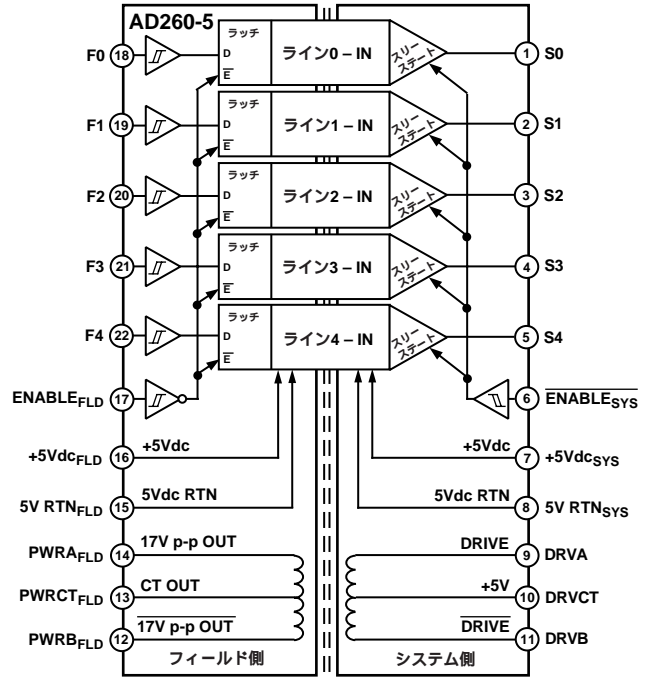 AD260-5
F0 18 ラッチ D E̅ ライン0 – IN スリーステート 1 S0
F1 19 ラッチ D E̅ ライン1 – IN スリーステート 2 S1
F2 20 ラッチ D E̅ ライン2 – IN スリーステート 3 S2
F3 21 ラッチ D E̅ ライン3 – IN スリーステート 4 S3
F4 22 ラッチ D E̅ ライン4 – IN スリーステート 5 S4
ENABLEFLD 17 6 ENABLESYS
+5VdcFLD 16 +5Vdc +5Vdc 7 +5VdcSYS
5V RTNFLD 15 5Vdc RTN 5Vdc RTN 8 5V RTNSYS
PWRAFLD 14 17V p-p OUT DRIVE 9 DRVA
PWRCTFLD 13 CT OUT +5V 10 DRVCT
PWRBFLD 12 17V p-p OUT DRIVE 11 DRVB
フィールド側 システム側